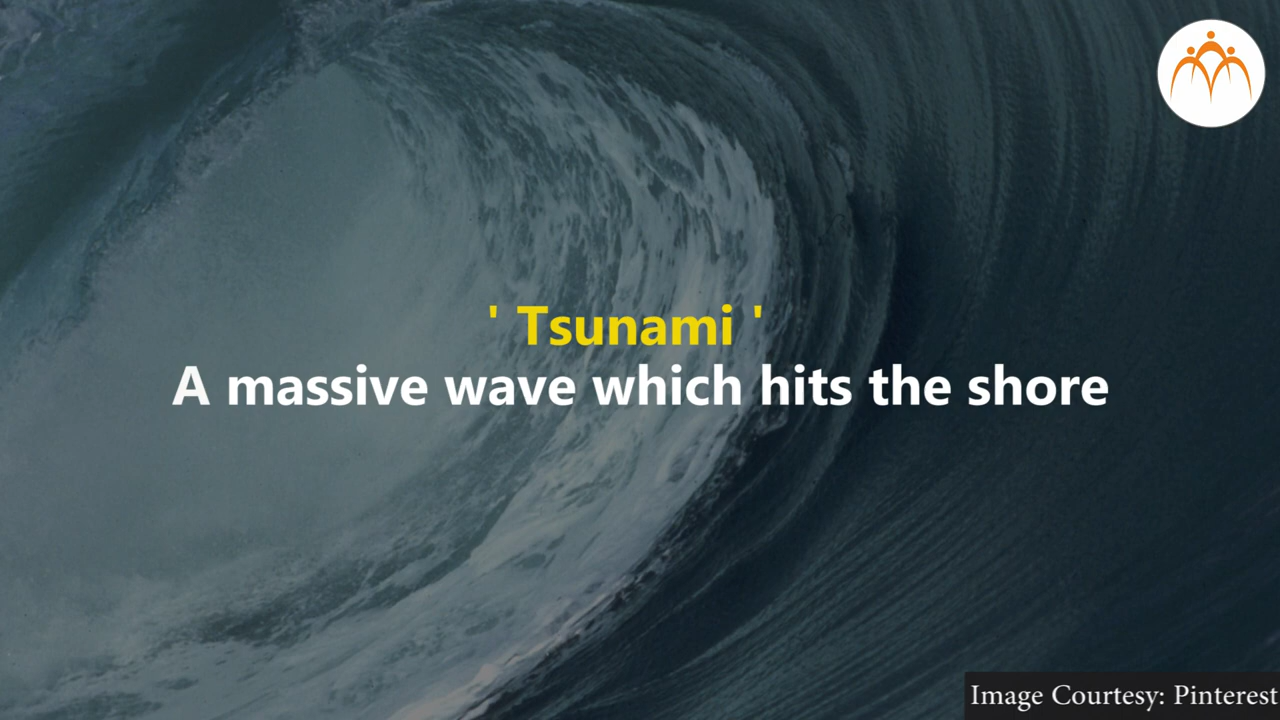 ' Tsunami '
A massive wave which hits the shore
Image Courtesy: Pinterest